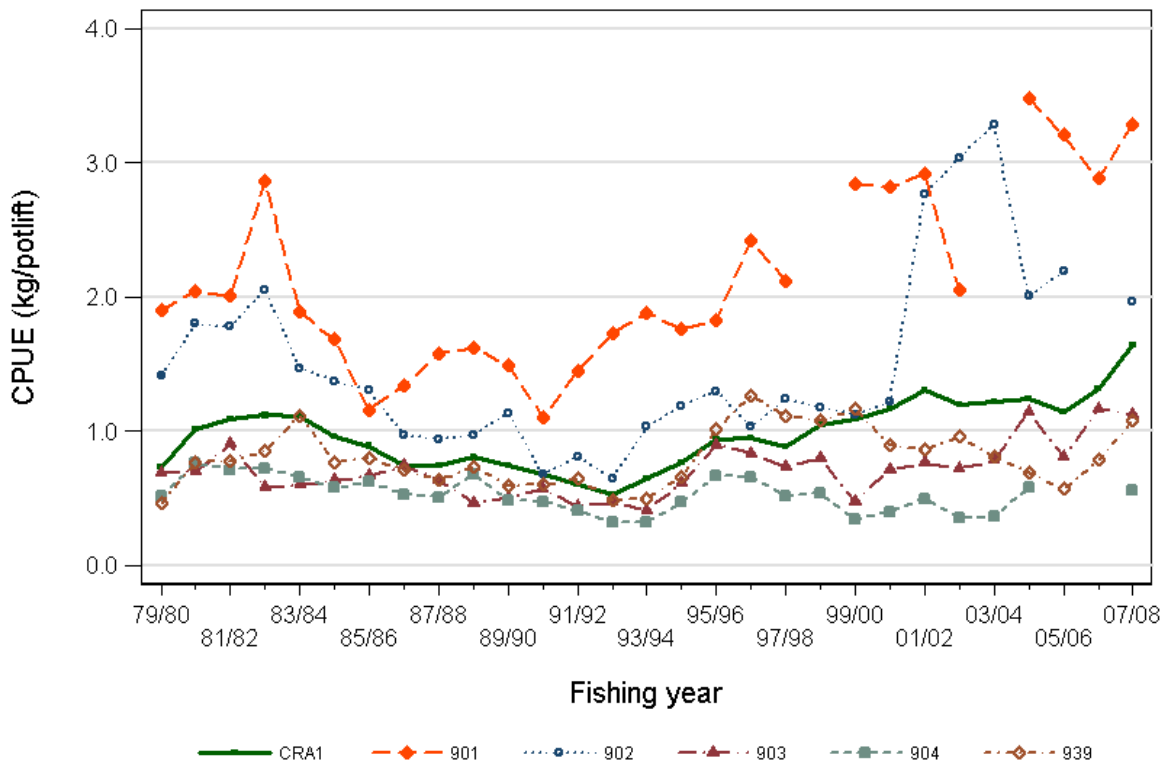 4.0
3.0
2.0
1.0
0.0
CPUE (kg/potlift)
79/80 83/84 87/88 91/92 95/96 99/00 03/04 07/08
81/82 85/86 89/90 93/94 97/98 01/02 05/06
Fishing year
CRA1 901 902 903 904 939